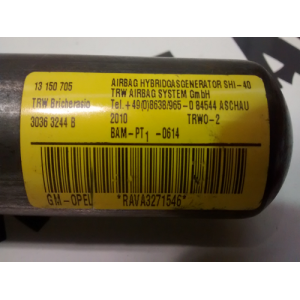 13 150 705
AIRBAG HYBRIDGASGENERATOR SHI-40
TRW AIRBAG SYSTEM GmbH
TRW Bricherasio
Tel.+49(0)8638/965-0 84544 ASCHAU
3036 3244 B
2010 TRWO-2
BAM-PT1-0614
GM-OPEL
*RAVA3271546*